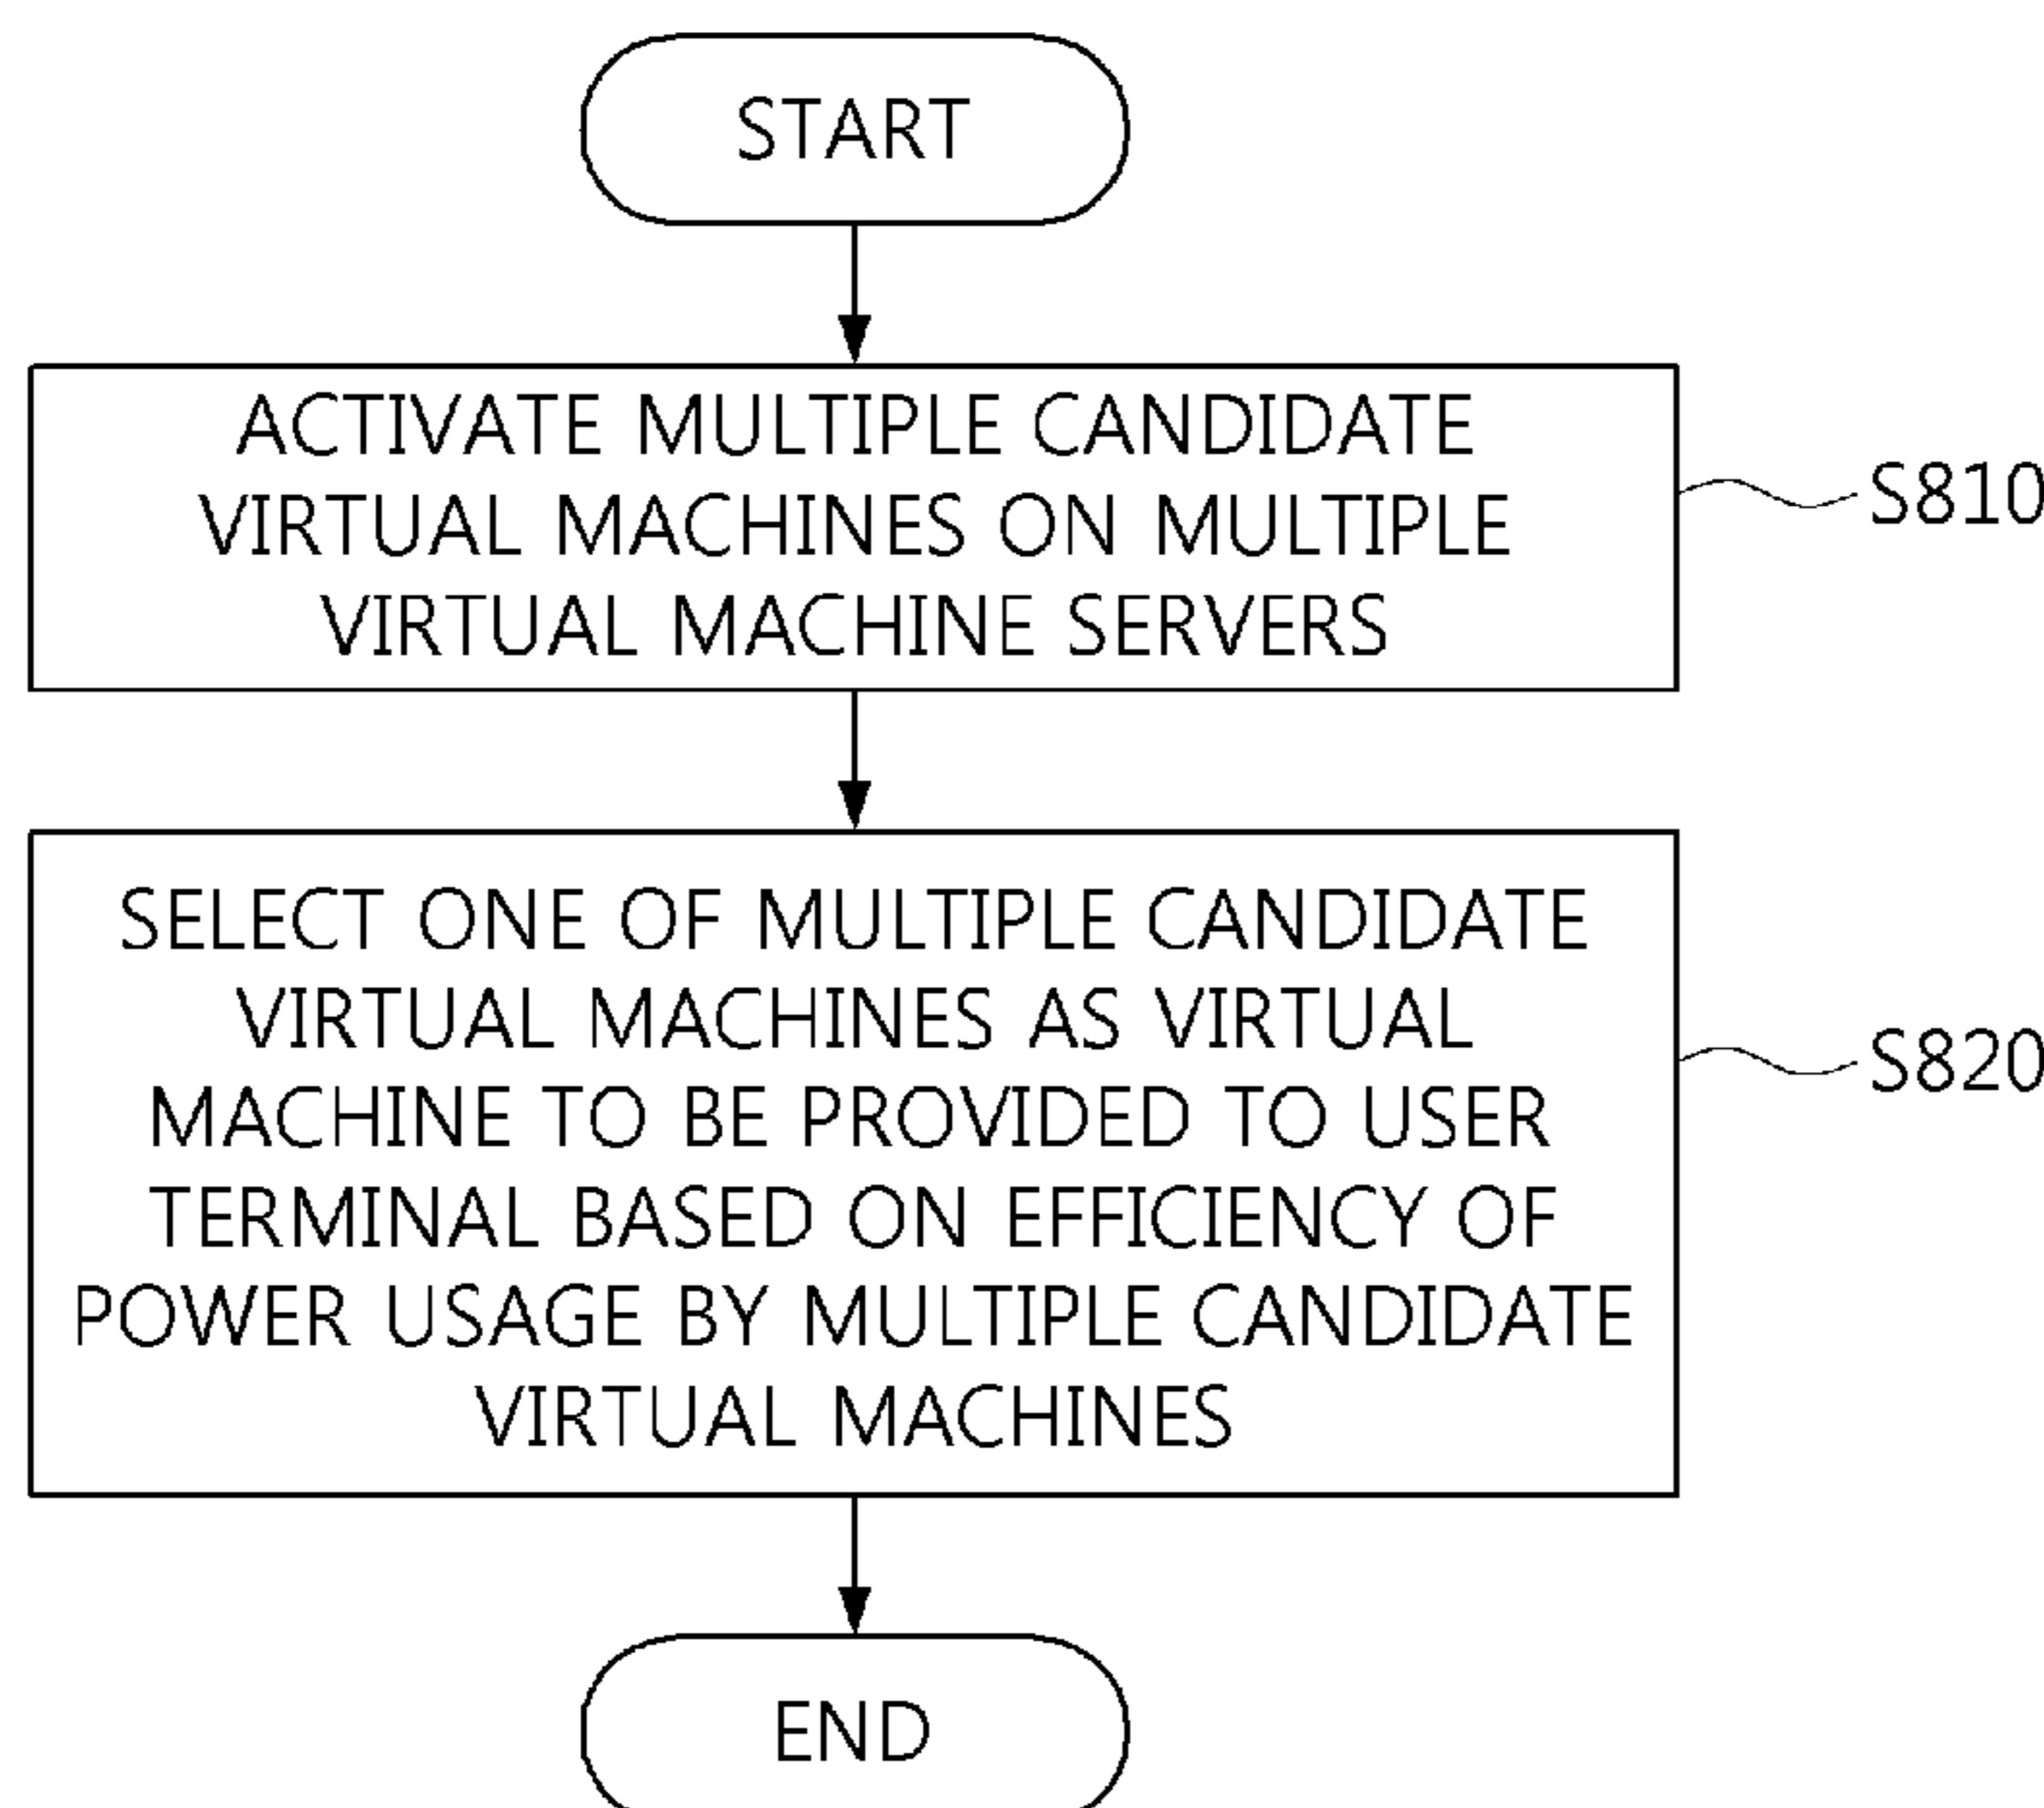 START
ACTIVATE MULTIPLE CANDIDATE
VIRTUAL MACHINES ON MULTIPLE
VIRTUAL MACHINE SERVERS
S810
SELECT ONE OF MULTIPLE CANDIDATE
VIRTUAL MACHINES AS VIRTUAL
MACHINE TO BE PROVIDED TO USER
TERMINAL BASED ON EFFICIENCY OF
POWER USAGE BY MULTIPLE CANDIDATE
VIRTUAL MACHINES
S820
END